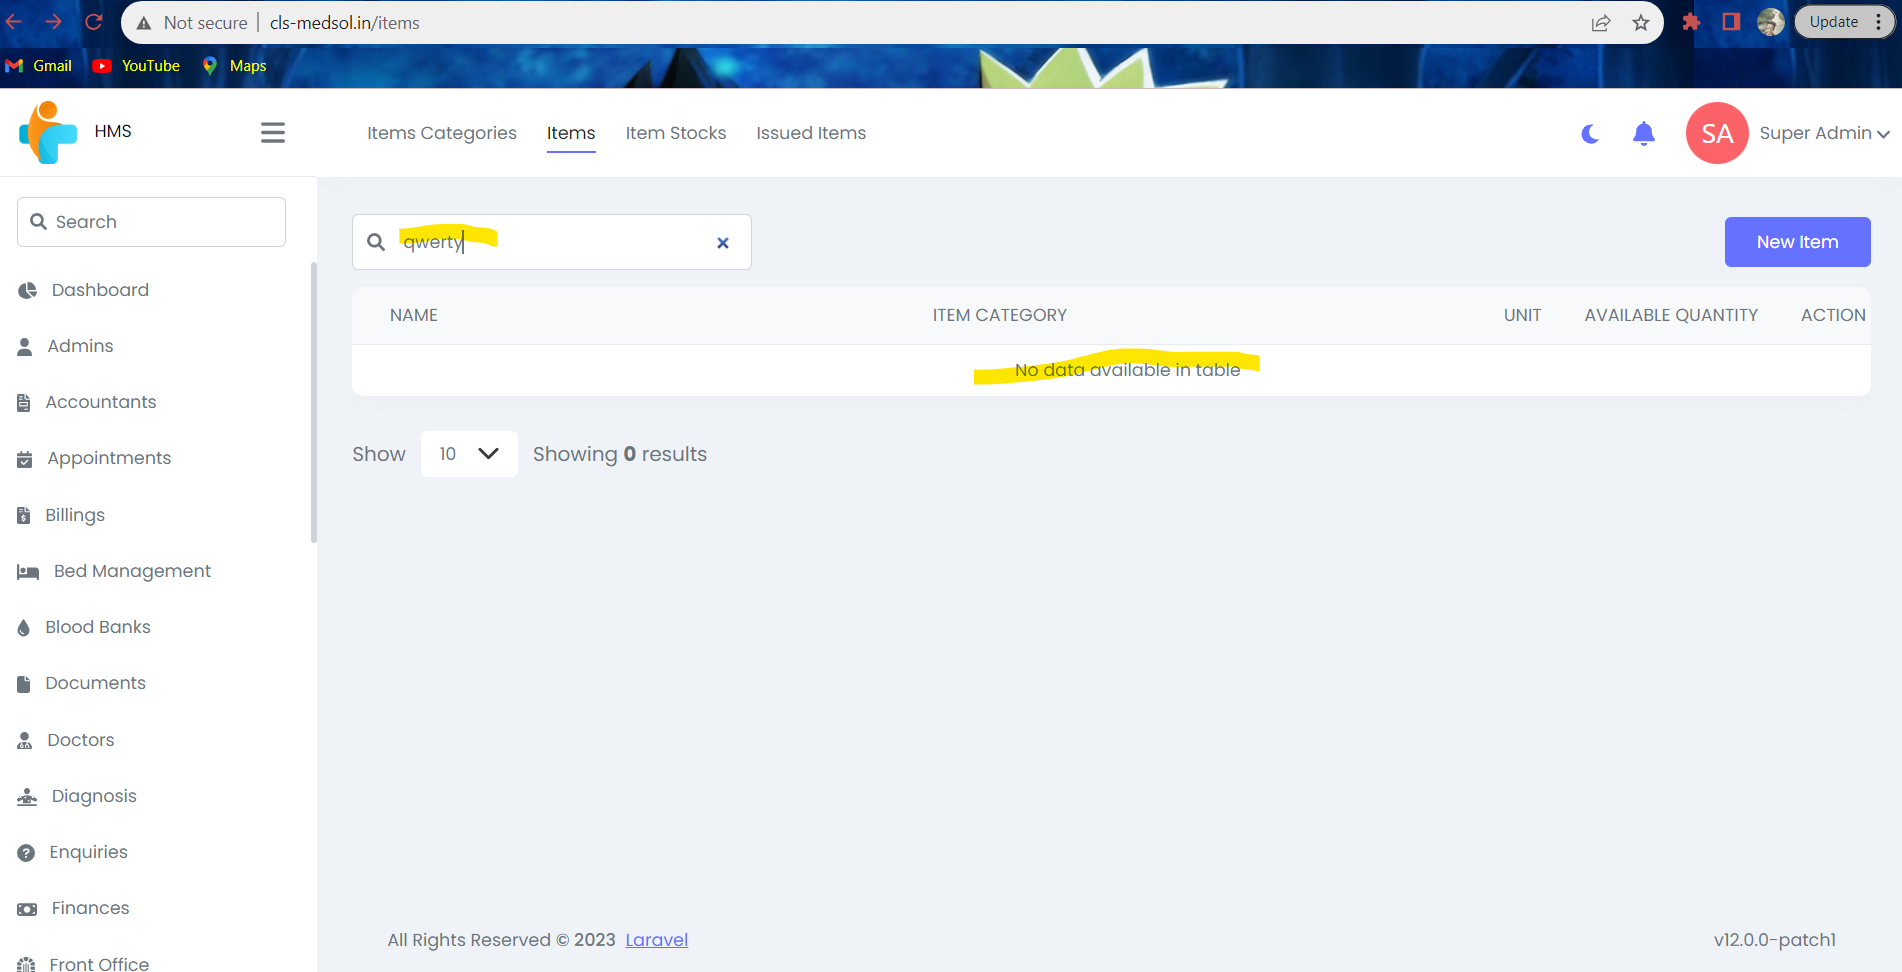 Not secure | cls-medsol.in/items
Update
Gmail YouTube Maps
HMS
Items Categories Items Item Stocks Issued Items
SA Super Admin
Search
Dashboard
Admins
Accountants
Appointments
Billings
Bed Management
Blood Banks
Documents
Doctors
Diagnosis
Enquiries
Finances
Front Office
qwerty
New Item
NAME ITEM CATEGORY UNIT AVAILABLE QUANTITY ACTION
No data available in table
Show 10 Showing 0 results
All Rights Reserved © 2023 Laravel
v12.0.0-patch1